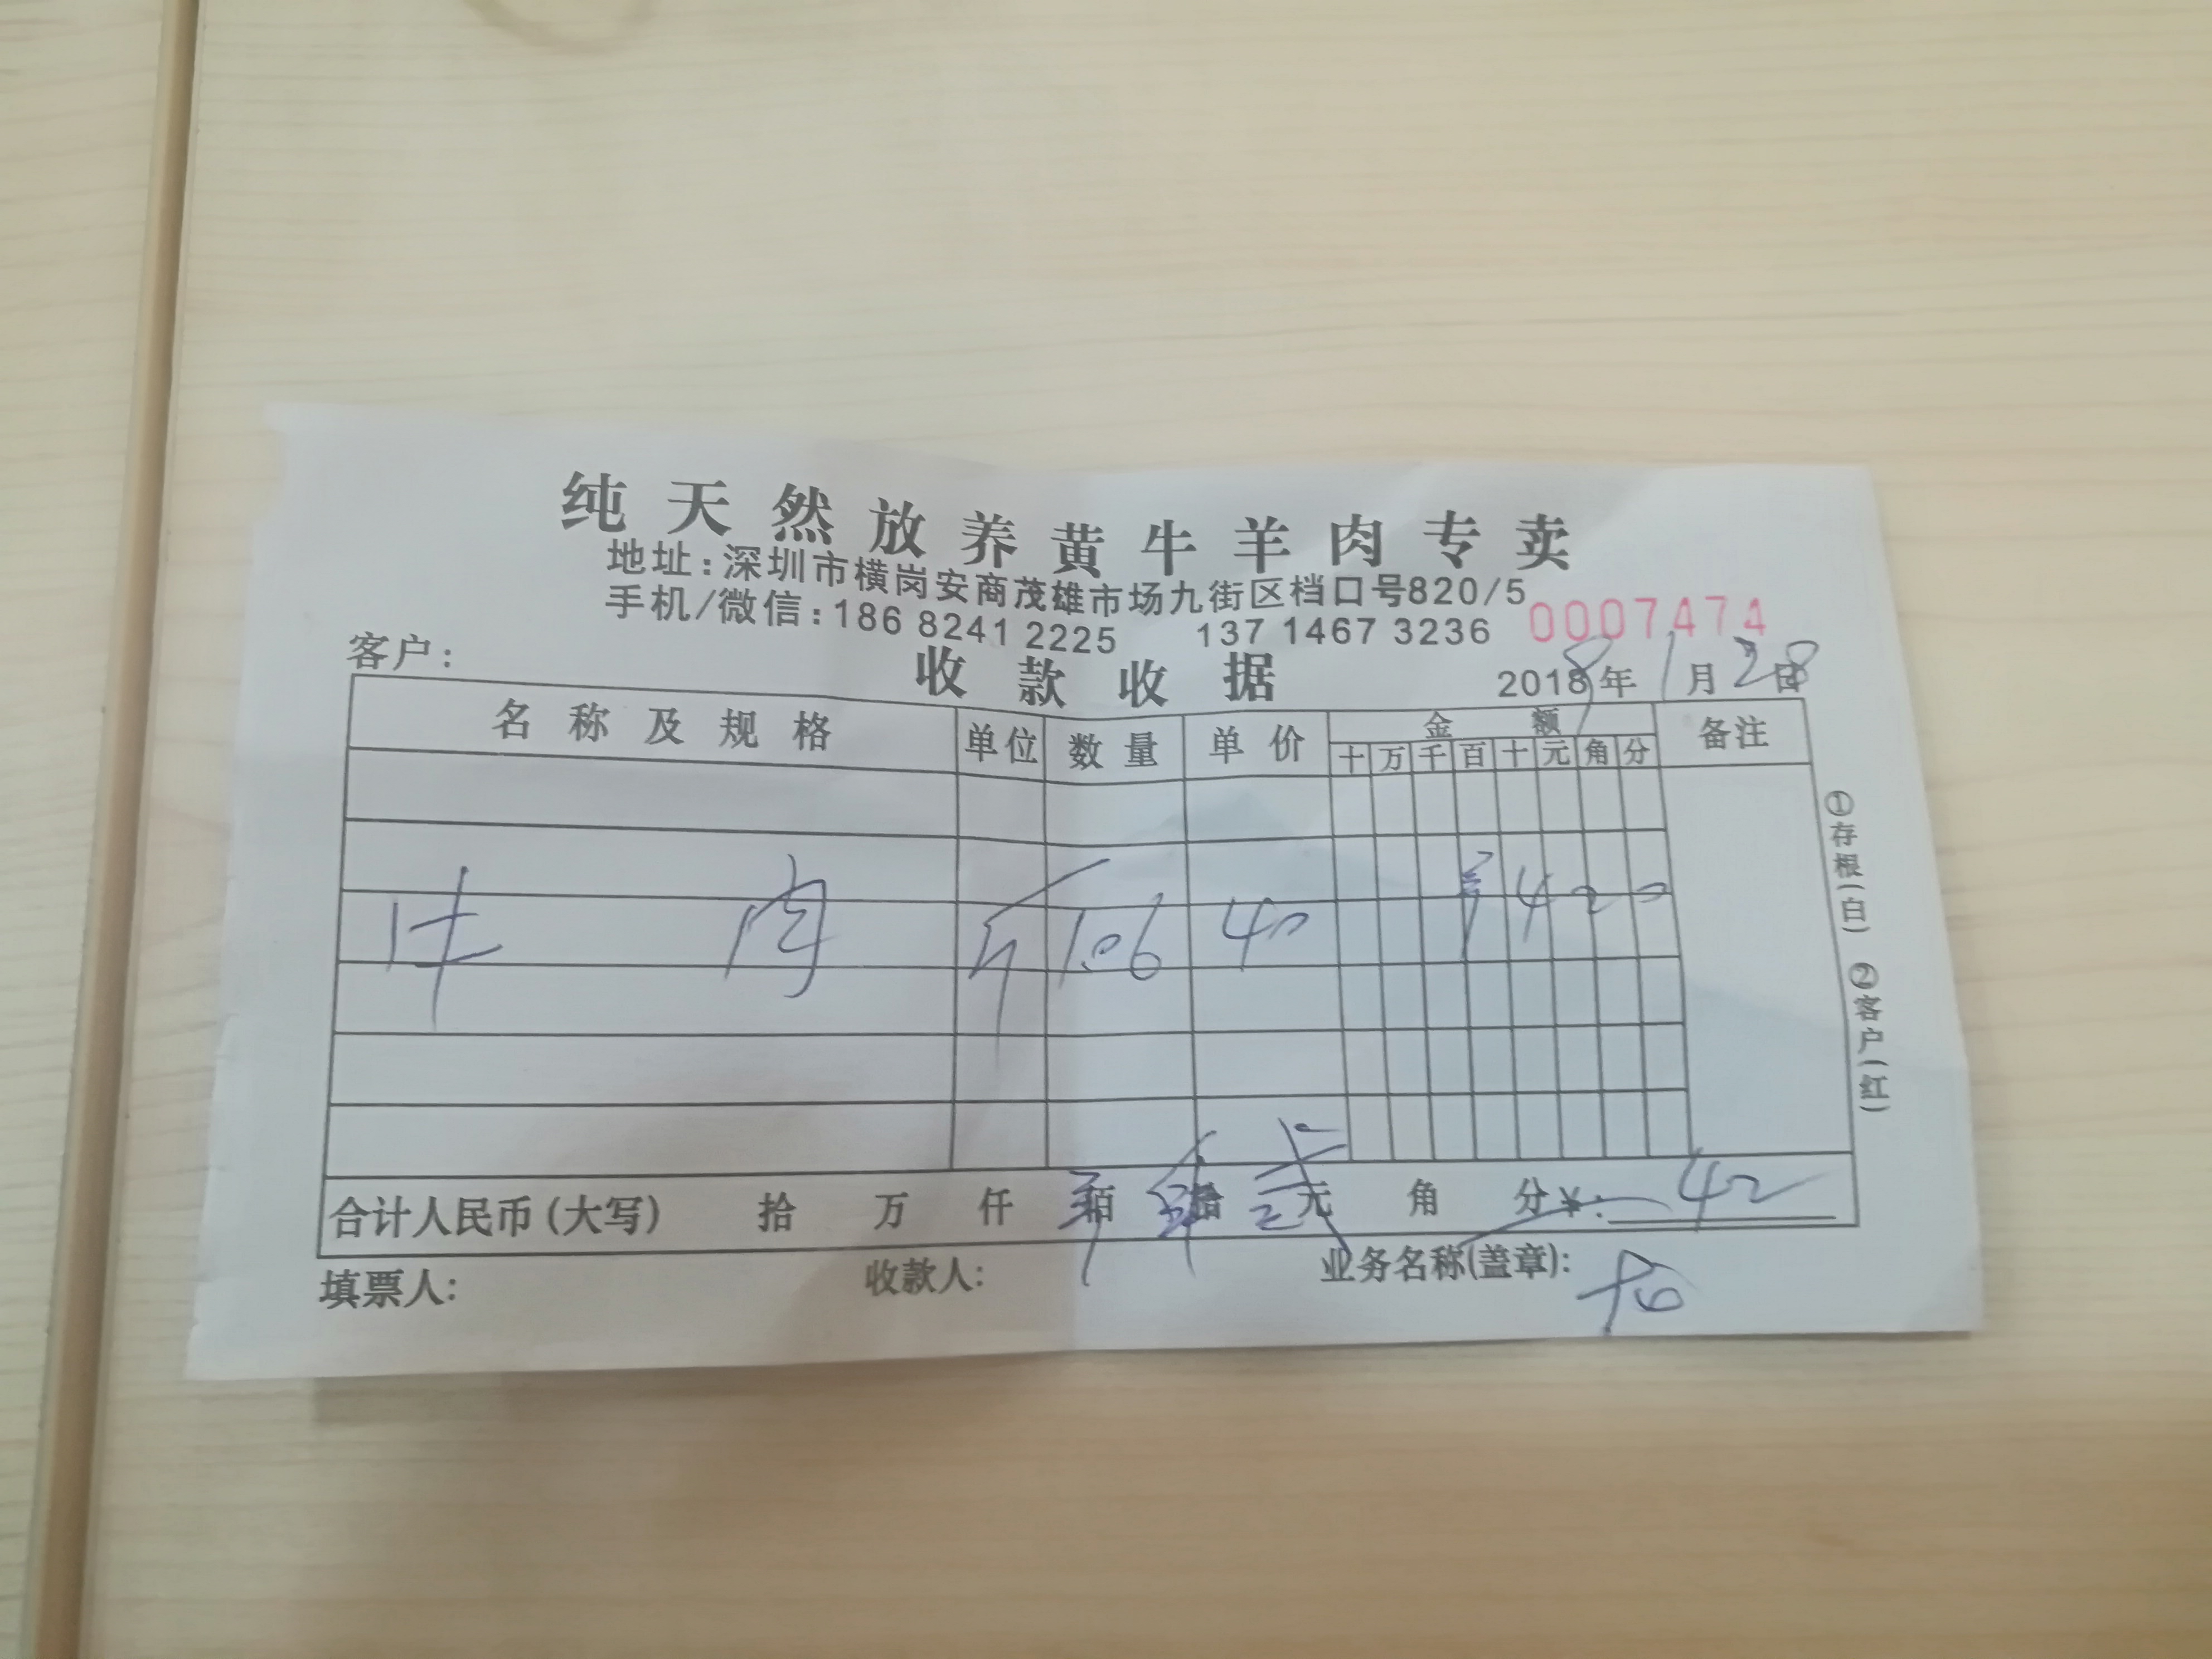 纯天然放养黄牛羊肉专卖
地址:深圳市横岗安商茂雄市场九街区档口号820/5
手机/微信:186 8241 2225 137 1467 3236
0007474
客户:
收款收据
2018年1月28日
名称及规格 单位 数量 单价 金额 备注
十 万 千 百 十 元 角 分
牛 肉 斤 1.06 40 4 2 0
合计人民币(大写) 拾 万 仟 佰 肆拾 元 角 分¥: 42
填票人: 收款人: 业务名称(盖章):
①存根(白) ②客户(红)